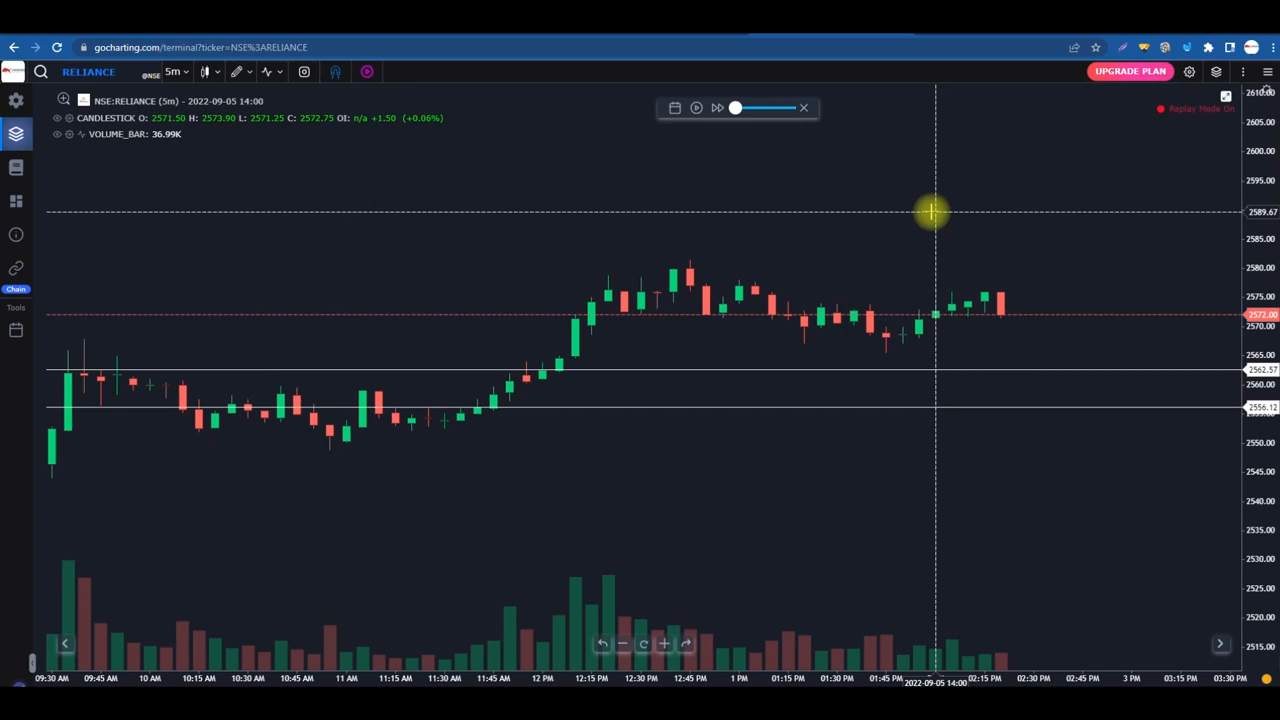 gocharting.com/terminal?ticker=NSE%3ARELIANCE
RELIANCE @NSE 5m UPGRADE PLAN
NSE:RELIANCE (5m) - 2022-09-05 14:00
CANDLESTICK O: 2571.50 H: 2573.90 L: 2571.25 C: 2572.75 OI: n/a +1.50 (+0.06%)
VOLUME_BAR: 36.99K
Replay Mode On
Chain
Tools
2610.00
2605.00
2600.00
2595.00
2589.67
2585.00
2580.00
2575.00
2572.00
2570.00
2565.00
2562.57
2560.00
2556.12
2550.00
2545.00
2540.00
2535.00
2530.00
2525.00
2520.00
2515.00
09:30 AM 09:45 AM 10 AM 10:15 AM 10:30 AM 10:45 AM 11 AM 11:15 AM 11:30 AM 11:45 AM 12 PM 12:15 PM 12:30 PM 12:45 PM 1 PM 01:15 PM 01:30 PM 01:45 PM 2022-09-05 14:00 02:15 PM 02:30 PM 02:45 PM 3 PM 03:15 PM 03:30 PM